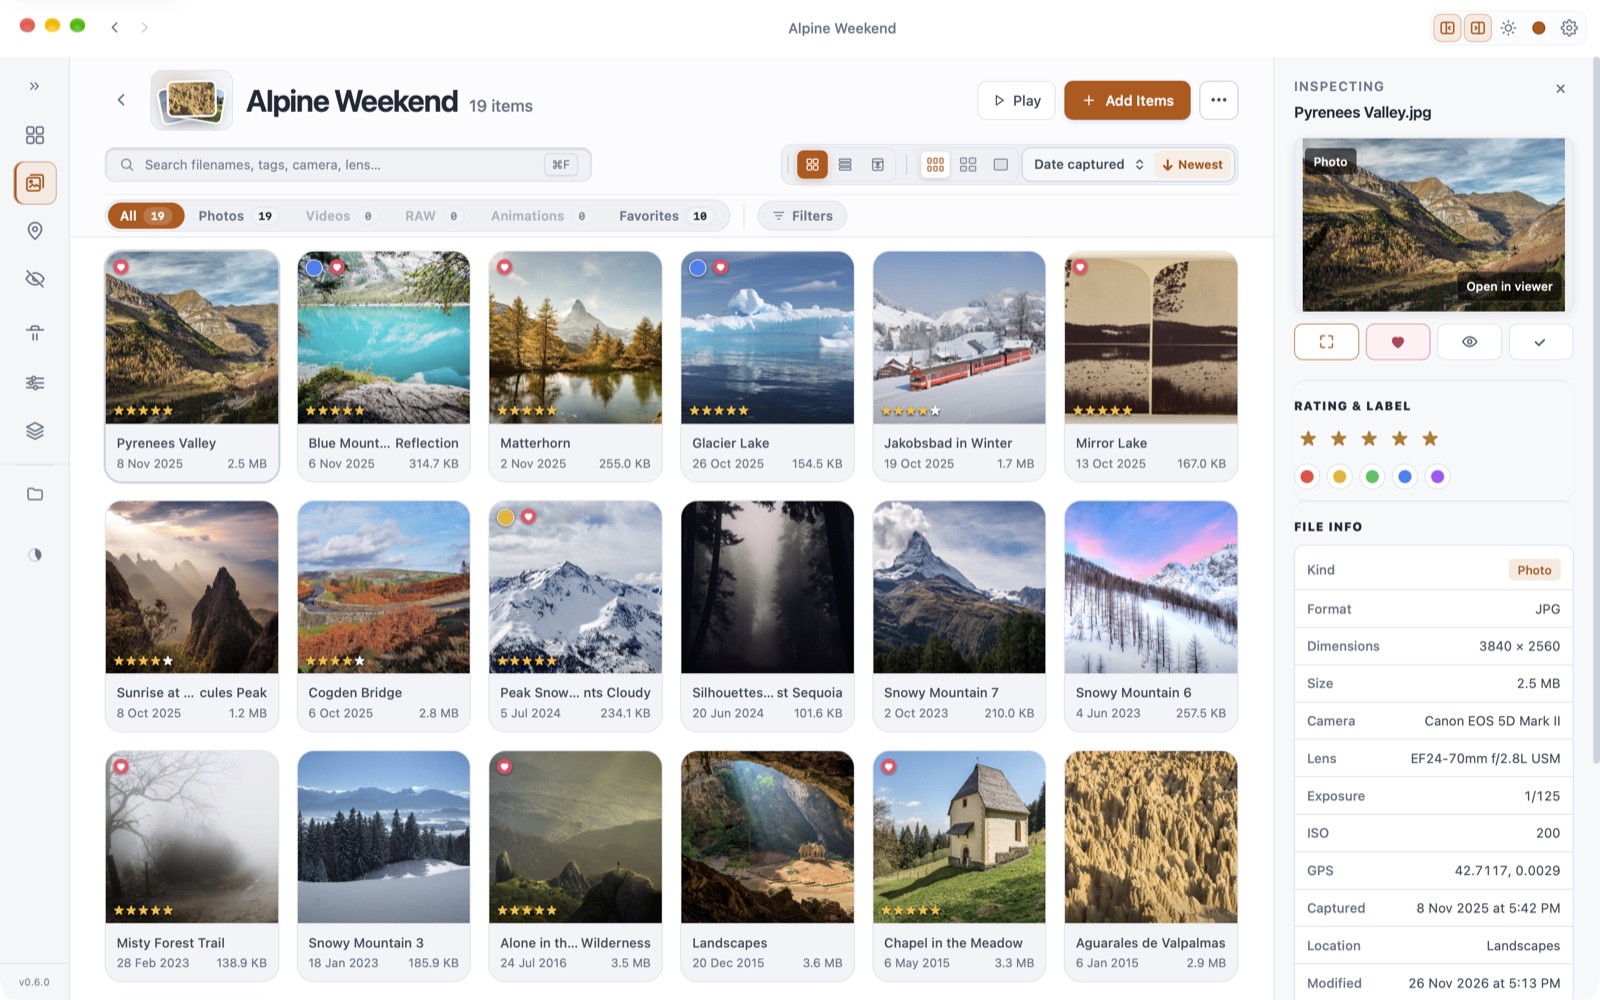 Alpine Weekend
Alpine Weekend 19 items
Play
Add Items
Search filenames, tags, camera, lens...
⌘F
Date captured
Newest
All 19
Photos 19
Videos 0
RAW 0
Animations 0
Favorites 10
Filters
Pyrenees Valley
8 Nov 2025 2.5 MB
Blue Mount... Reflection
6 Nov 2025 314.7 KB
Matterhorn
2 Nov 2025 255.0 KB
Glacier Lake
26 Oct 2025 154.5 KB
Jakobsbad in Winter
19 Oct 2025 1.7 MB
Mirror Lake
13 Oct 2025 167.0 KB
Sunrise at ... cules Peak
8 Oct 2025 1.2 MB
Cogden Bridge
6 Oct 2025 2.8 MB
Peak Snow... nts Cloudy
5 Jul 2024 234.1 KB
Silhouettes... st Sequoia
20 Jun 2024 101.6 KB
Snowy Mountain 7
2 Oct 2023 210.0 KB
Snowy Mountain 6
4 Jun 2023 257.5 KB
Misty Forest Trail
28 Feb 2023 138.9 KB
Snowy Mountain 3
18 Jan 2023 185.9 KB
Alone in th... Wilderness
24 Jul 2016 3.5 MB
Landscapes
20 Dec 2015 3.6 MB
Chapel in the Meadow
6 May 2015 3.3 MB
Aguarales de Valpalmas
6 Jan 2015 2.9 MB
v0.6.0
INSPECTING
Pyrenees Valley.jpg
Photo
Open in viewer
RATING & LABEL
FILE INFO
Kind Photo
Format JPG
Dimensions 3840 × 2560
Size 2.5 MB
Camera Canon EOS 5D Mark II
Lens EF24-70mm f/2.8L USM
Exposure 1/125
ISO 200
GPS 42.7117, 0.0029
Captured 8 Nov 2025 at 5:42 PM
Location Landscapes
Modified 26 Nov 2026 at 5:13 PM